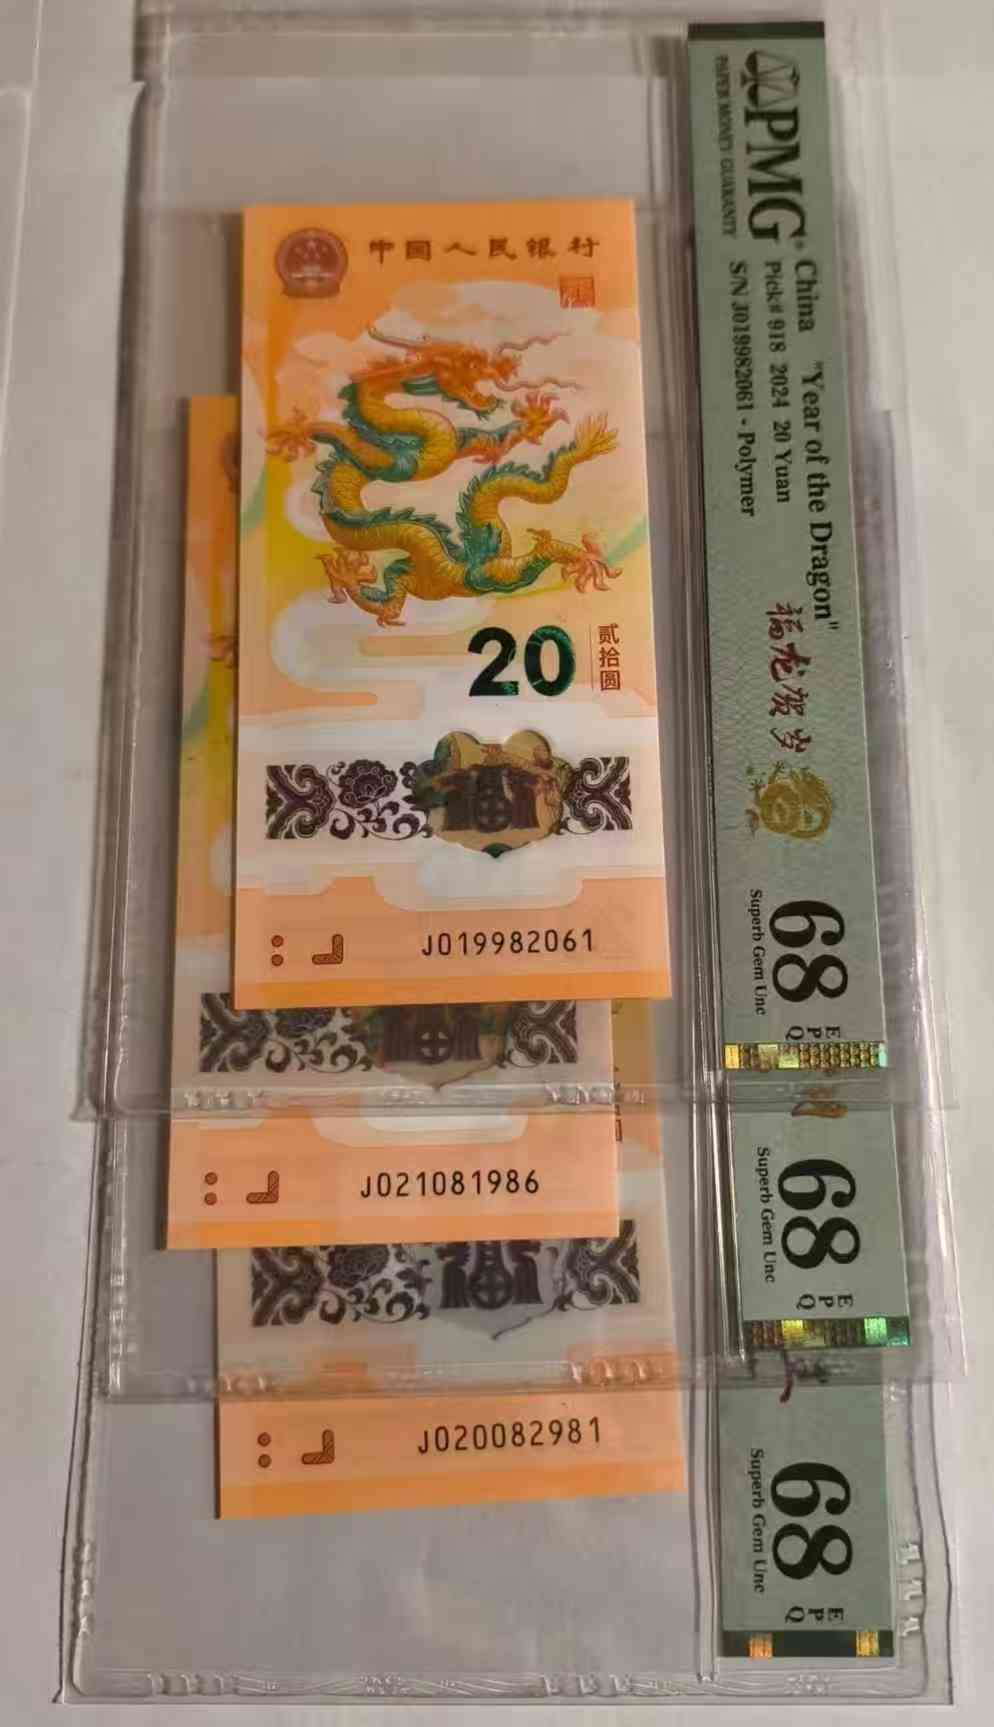 中国人民银行
20
贰拾圆
J019982061
J021081986
J020082981
PMG
PAPER MONEY GUARANTY
China "Year of the Dragon"
Pick# 918 2024 20 Yuan
S/N J019982061 - Polymer
福龙贺岁
68 EPQ
Superb Gem Unc
68 EPQ
Superb Gem Unc
68 EPQ
Superb Gem Unc